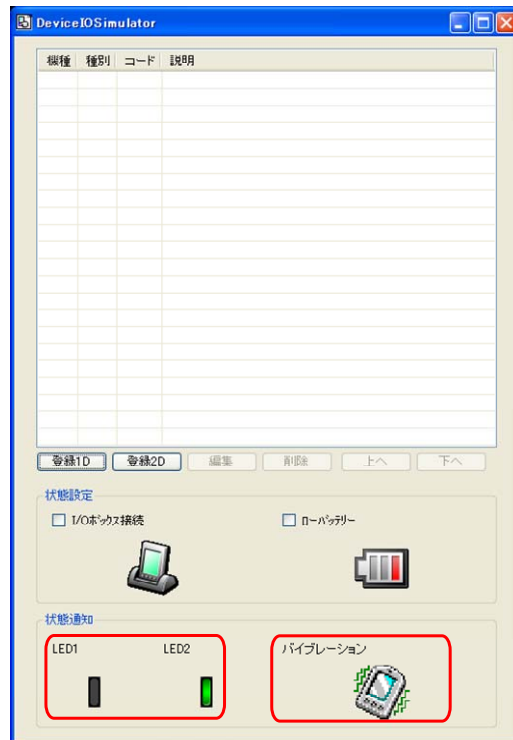 DeviceIOSimulator
機種 種別 コード 説明
登録1D 登録2D 編集 削除 上へ 下へ
状態設定
I/Oボックス接続 ローバッテリー
状態通知
LED1 LED2 バイブレーション